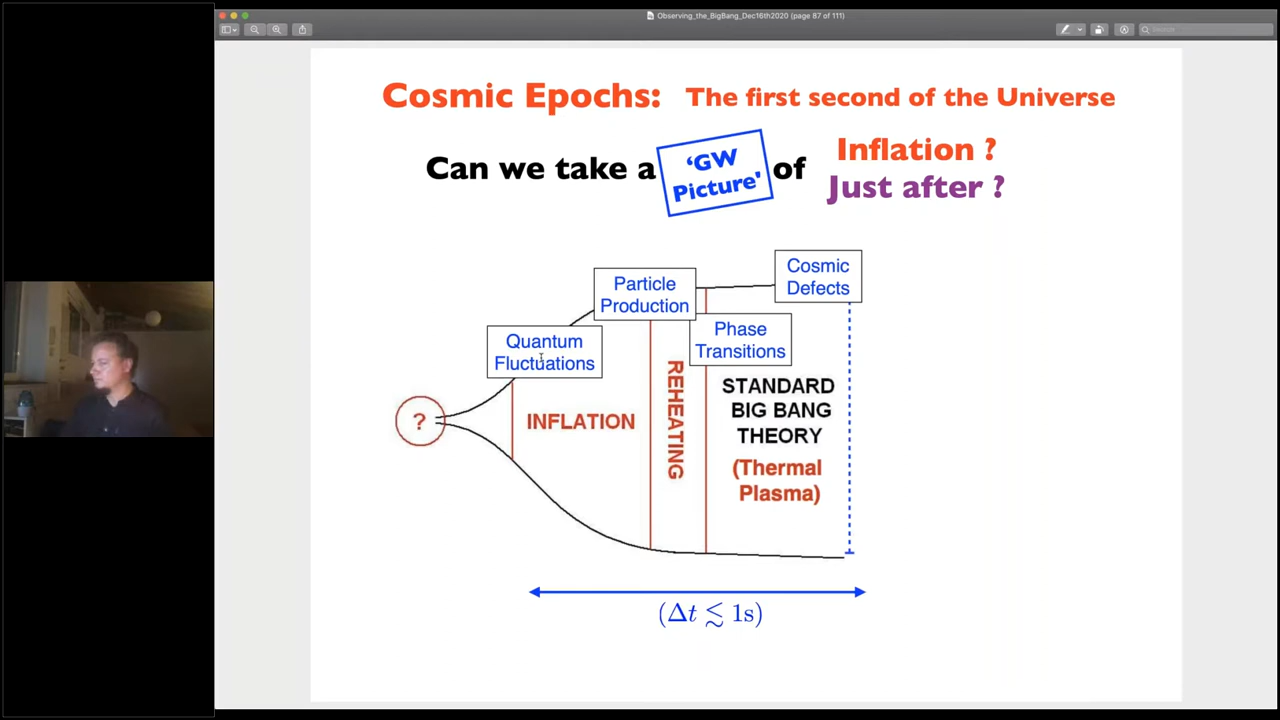 Observing_the_BigBang_Dec16th2020 (page 87 of 111)
Search
Cosmic Epochs: The first second of the Universe
Can we take a 'GW Picture' of Inflation ?
Just after ?
Cosmic
Defects
Particle
Production
Phase
Transitions
Quantum
Fluctuations
?
INFLATION
REHEATING
STANDARD
BIG BANG
THEORY
(Thermal
Plasma)
(Δt ≲ 1s)